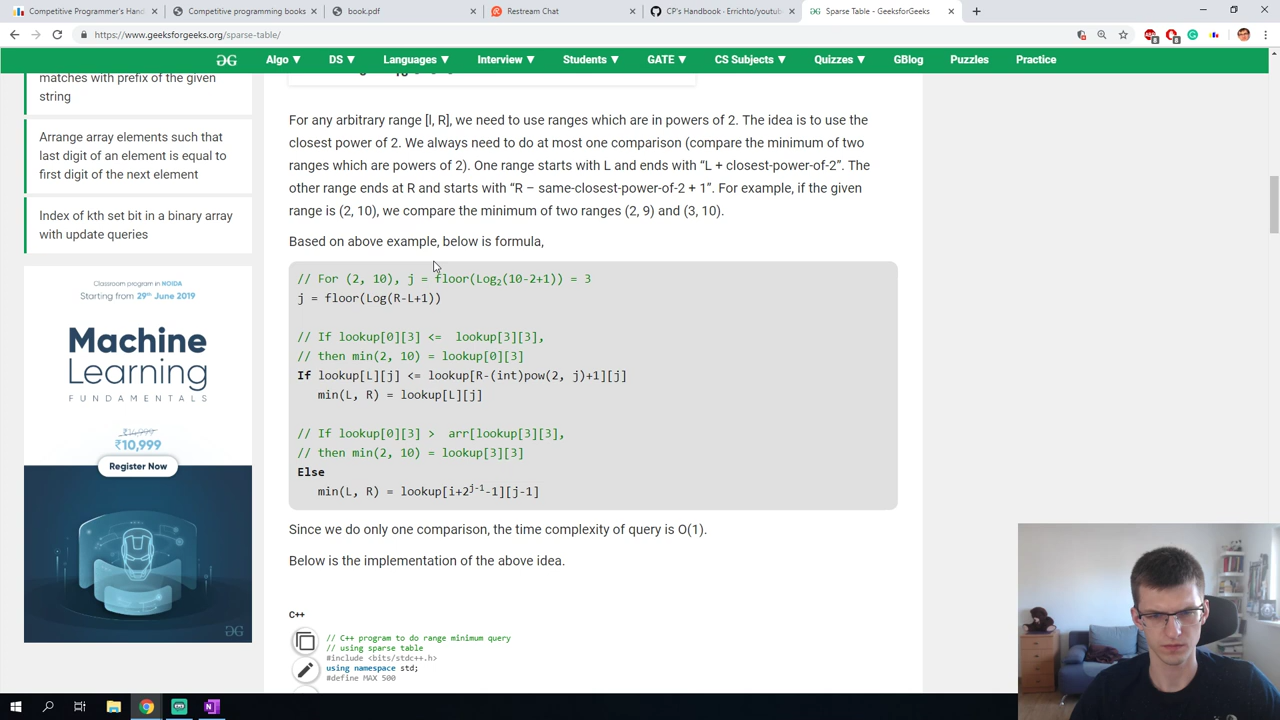 Competitive Programmer's Hand
Competitive programming books
book.pdf
Restream Chat
CP's Handbook · Errichto/youtub
Sparse Table - GeeksforGeeks
https://www.geeksforgeeks.org/sparse-table/
Algo ▼ DS ▼ Languages ▼ Interview ▼ Students ▼ GATE ▼ CS Subjects ▼ Quizzes ▼ GBlog Puzzles Practice
matches with prefix of the given
string
Arrange array elements such that
last digit of an element is equal to
first digit of the next element
Index of kth set bit in a binary array
with update queries
Classroom program in NOIDA
Starting from 29th June 2019
Machine
Learning
FUNDAMENTALS
₹10,999
Register Now
For any arbitrary range [l, R], we need to use ranges which are in powers of 2. The idea is to use the
closest power of 2. We always need to do at most one comparison (compare the minimum of two
ranges which are powers of 2). One range starts with L and ends with “L + closest-power-of-2”. The
other range ends at R and starts with “R – same-closest-power-of-2 + 1”. For example, if the given
range is (2, 10), we compare the minimum of two ranges (2, 9) and (3, 10).
Based on above example, below is formula,
// For (2, 10), j = floor(Log2(10-2+1)) = 3
j = floor(Log(R-L+1))
// If lookup[0][3] <=  lookup[3][3],
// then min(2, 10) = lookup[0][3]
If lookup[L][j] <= lookup[R-(int)pow(2, j)+1][j]
min(L, R) = lookup[L][j]
// If lookup[0][3] >  arr[lookup[3][3],
// then min(2, 10) = lookup[3][3]
Else
min(L, R) = lookup[i+2j-1-1][j-1]
Since we do only one comparison, the time complexity of query is O(1).
Below is the implementation of the above idea.
C++
// C++ program to do range minimum query
// using sparse table
#include <bits/stdc++.h>
using namespace std;
#define MAX 500